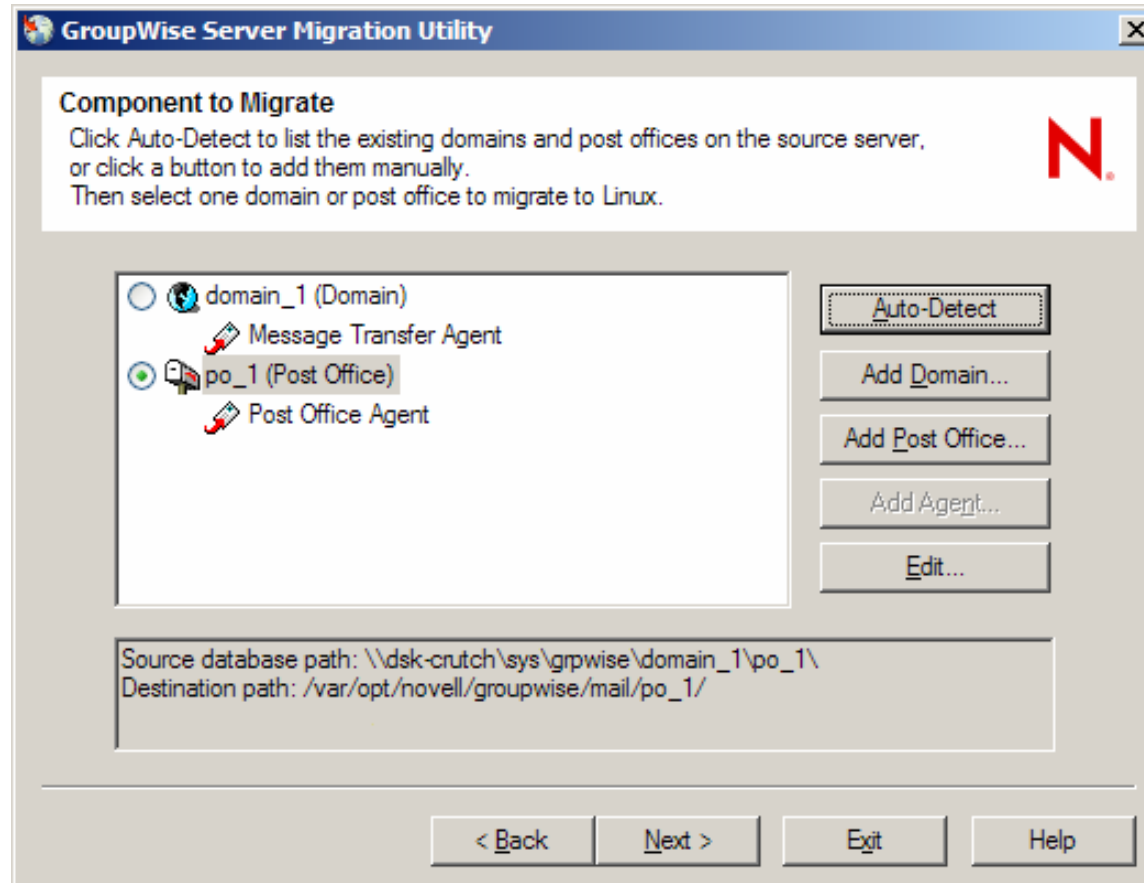 GroupWise Server Migration Utility
Component to Migrate
Click Auto-Detect to list the existing domains and post offices on the source server,
or click a button to add them manually.
Then select one domain or post office to migrate to Linux.
N
domain_1 (Domain)
Message Transfer Agent
po_1 (Post Office)
Post Office Agent
Auto-Detect
Add Domain...
Add Post Office...
Add Agent...
Edit...
Source database path: \\dsk-crutch\sys\grpwise\domain_1\po_1\
Destination path: /var/opt/novell/groupwise/mail/po_1/
< Back
Next >
Exit
Help